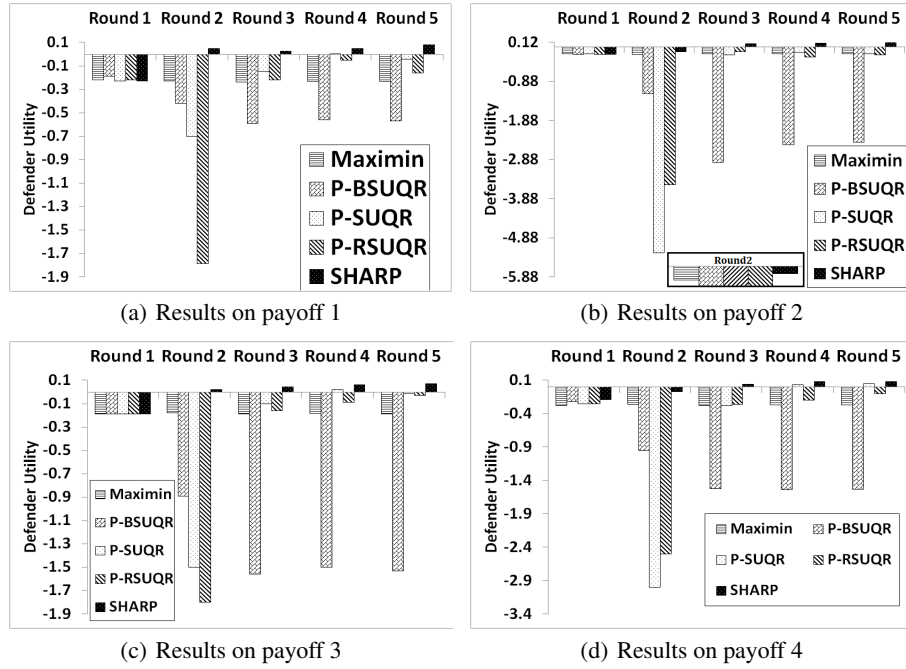 Round 1 Round 2 Round 3 Round 4 Round 5
0.1
-0.1
-0.3
-0.5
-0.7
-0.9
-1.1
-1.3
-1.5
-1.7
-1.9
Defender Utility
Maximin
P-BSUQR
P-SUQR
P-RSUQR
SHARP
(a) Results on payoff 1
Round 1 Round 2 Round 3 Round 4 Round 5
0.12
-0.88
-1.88
-2.88
-3.88
-4.88
-5.88
Defender Utility
Maximin
P-BSUQR
P-SUQR
P-RSUQR
SHARP
Round2
(b) Results on payoff 2
Round 1 Round 2 Round 3 Round 4 Round 5
0.1
-0.1
-0.3
-0.5
-0.7
-0.9
-1.1
-1.3
-1.5
-1.7
-1.9
Defender Utility
Maximin
P-BSUQR
P-SUQR
P-RSUQR
SHARP
(c) Results on payoff 3
Round 1 Round 2 Round 3 Round 4 Round 5
0.1
-0.4
-0.9
-1.4
-1.9
-2.4
-2.9
-3.4
Defender Utility
Maximin P-BSUQR
P-SUQR P-RSUQR
SHARP
(d) Results on payoff 4